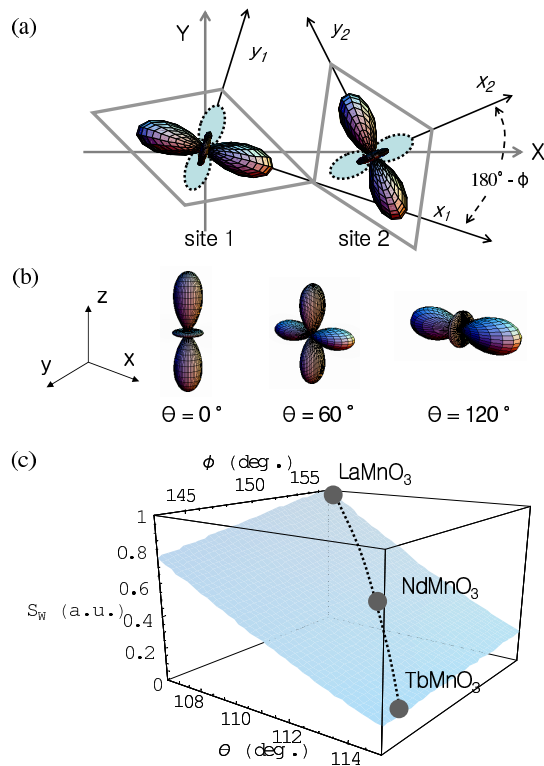 (a)
Y
y1
y2
x2
X
180° - ϕ
x1
site 1
site 2
(b)
z
y
x
Θ = 0°
Θ = 60°
Θ = 120°
(c)
ϕ (deg.)
145
150
155
LaMnO3
1
0.8
0.6
0.4
0.2
0
SW (a.u.)
NdMnO3
TbMnO3
108
110
112
114
Θ (deg.)